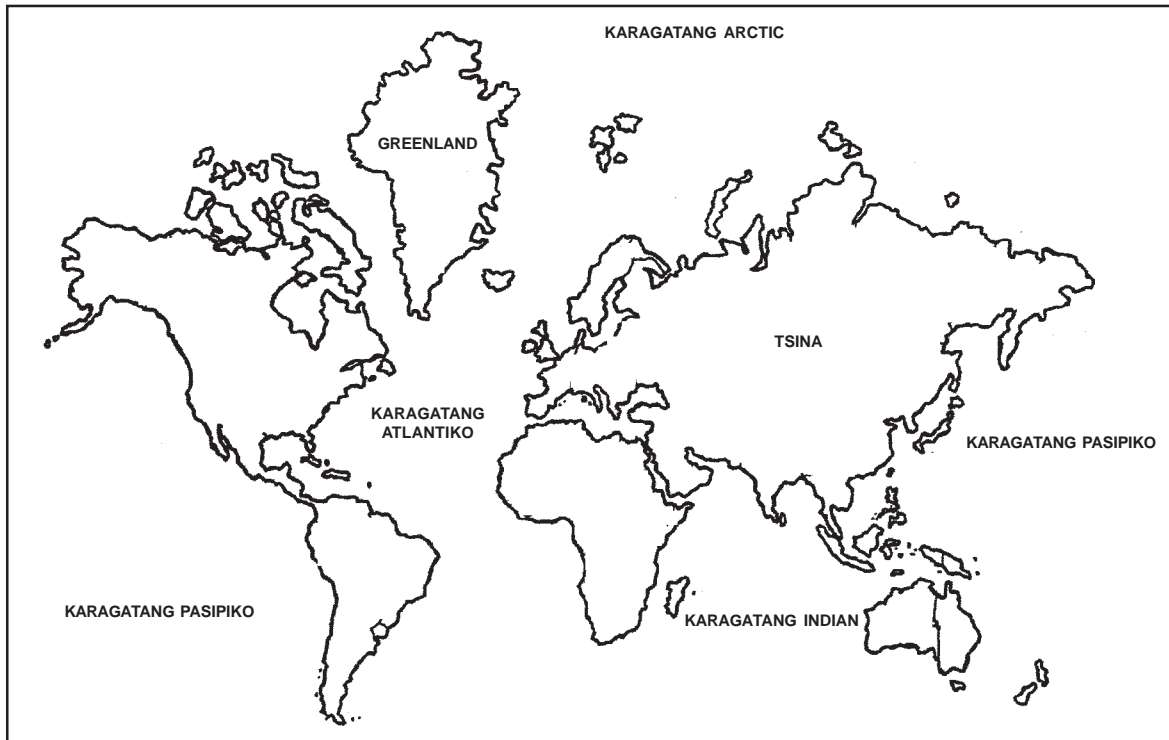 KARAGATANG ARCTIC
GREENLAND
TSINA
KARAGATANG
ATLANTIKO
KARAGATANG PASIPIKO
KARAGATANG PASIPIKO
KARAGATANG INDIAN